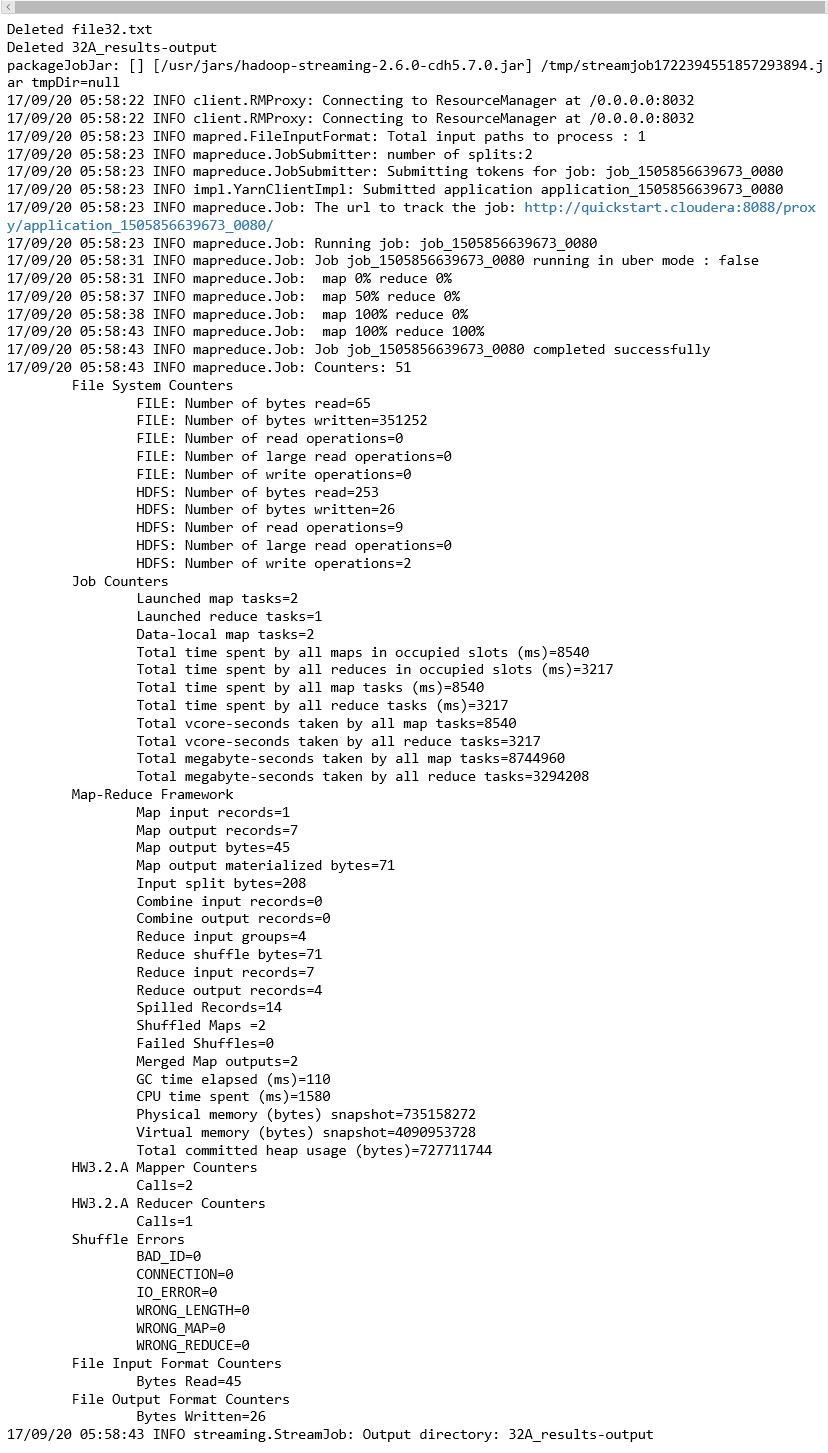 Deleted file32.txt
Deleted 32A_results-output
packageJobJar: [] [/usr/jars/hadoop-streaming-2.6.0-cdh5.7.0.jar] /tmp/streamjob1722394551857293894.j
ar tmpDir=null
17/09/20 05:58:22 INFO client.RMProxy: Connecting to ResourceManager at /0.0.0.0:8032
17/09/20 05:58:22 INFO client.RMProxy: Connecting to ResourceManager at /0.0.0.0:8032
17/09/20 05:58:23 INFO mapred.FileInputFormat: Total input paths to process : 1
17/09/20 05:58:23 INFO mapreduce.JobSubmitter: number of splits:2
17/09/20 05:58:23 INFO mapreduce.JobSubmitter: Submitting tokens for job: job_1505856639673_0080
17/09/20 05:58:23 INFO impl.YarnClientImpl: Submitted application application_1505856639673_0080
17/09/20 05:58:23 INFO mapreduce.Job: The url to track the job: http://quickstart.cloudera:8088/prox
y/application_1505856639673_0080/
17/09/20 05:58:23 INFO mapreduce.Job: Running job: job_1505856639673_0080
17/09/20 05:58:31 INFO mapreduce.Job: Job job_1505856639673_0080 running in uber mode : false
17/09/20 05:58:31 INFO mapreduce.Job:  map 0% reduce 0%
17/09/20 05:58:37 INFO mapreduce.Job:  map 50% reduce 0%
17/09/20 05:58:38 INFO mapreduce.Job:  map 100% reduce 0%
17/09/20 05:58:43 INFO mapreduce.Job:  map 100% reduce 100%
17/09/20 05:58:43 INFO mapreduce.Job: Job job_1505856639673_0080 completed successfully
17/09/20 05:58:43 INFO mapreduce.Job: Counters: 51
File System Counters
FILE: Number of bytes read=65
FILE: Number of bytes written=351252
FILE: Number of read operations=0
FILE: Number of large read operations=0
FILE: Number of write operations=0
HDFS: Number of bytes read=253
HDFS: Number of bytes written=26
HDFS: Number of read operations=9
HDFS: Number of large read operations=0
HDFS: Number of write operations=2
Job Counters
Launched map tasks=2
Launched reduce tasks=1
Data-local map tasks=2
Total time spent by all maps in occupied slots (ms)=8540
Total time spent by all reduces in occupied slots (ms)=3217
Total time spent by all map tasks (ms)=8540
Total time spent by all reduce tasks (ms)=3217
Total vcore-seconds taken by all map tasks=8540
Total vcore-seconds taken by all reduce tasks=3217
Total megabyte-seconds taken by all map tasks=8744960
Total megabyte-seconds taken by all reduce tasks=3294208
Map-Reduce Framework
Map input records=1
Map output records=7
Map output bytes=45
Map output materialized bytes=71
Input split bytes=208
Combine input records=0
Combine output records=0
Reduce input groups=4
Reduce shuffle bytes=71
Reduce input records=7
Reduce output records=4
Spilled Records=14
Shuffled Maps =2
Failed Shuffles=0
Merged Map outputs=2
GC time elapsed (ms)=110
CPU time spent (ms)=1580
Physical memory (bytes) snapshot=735158272
Virtual memory (bytes) snapshot=4090953728
Total committed heap usage (bytes)=727711744
HW3.2.A Mapper Counters
Calls=2
HW3.2.A Reducer Counters
Calls=1
Shuffle Errors
BAD_ID=0
CONNECTION=0
IO_ERROR=0
WRONG_LENGTH=0
WRONG_MAP=0
WRONG_REDUCE=0
File Input Format Counters
Bytes Read=45
File Output Format Counters
Bytes Written=26
17/09/20 05:58:43 INFO streaming.StreamJob: Output directory: 32A_results-output